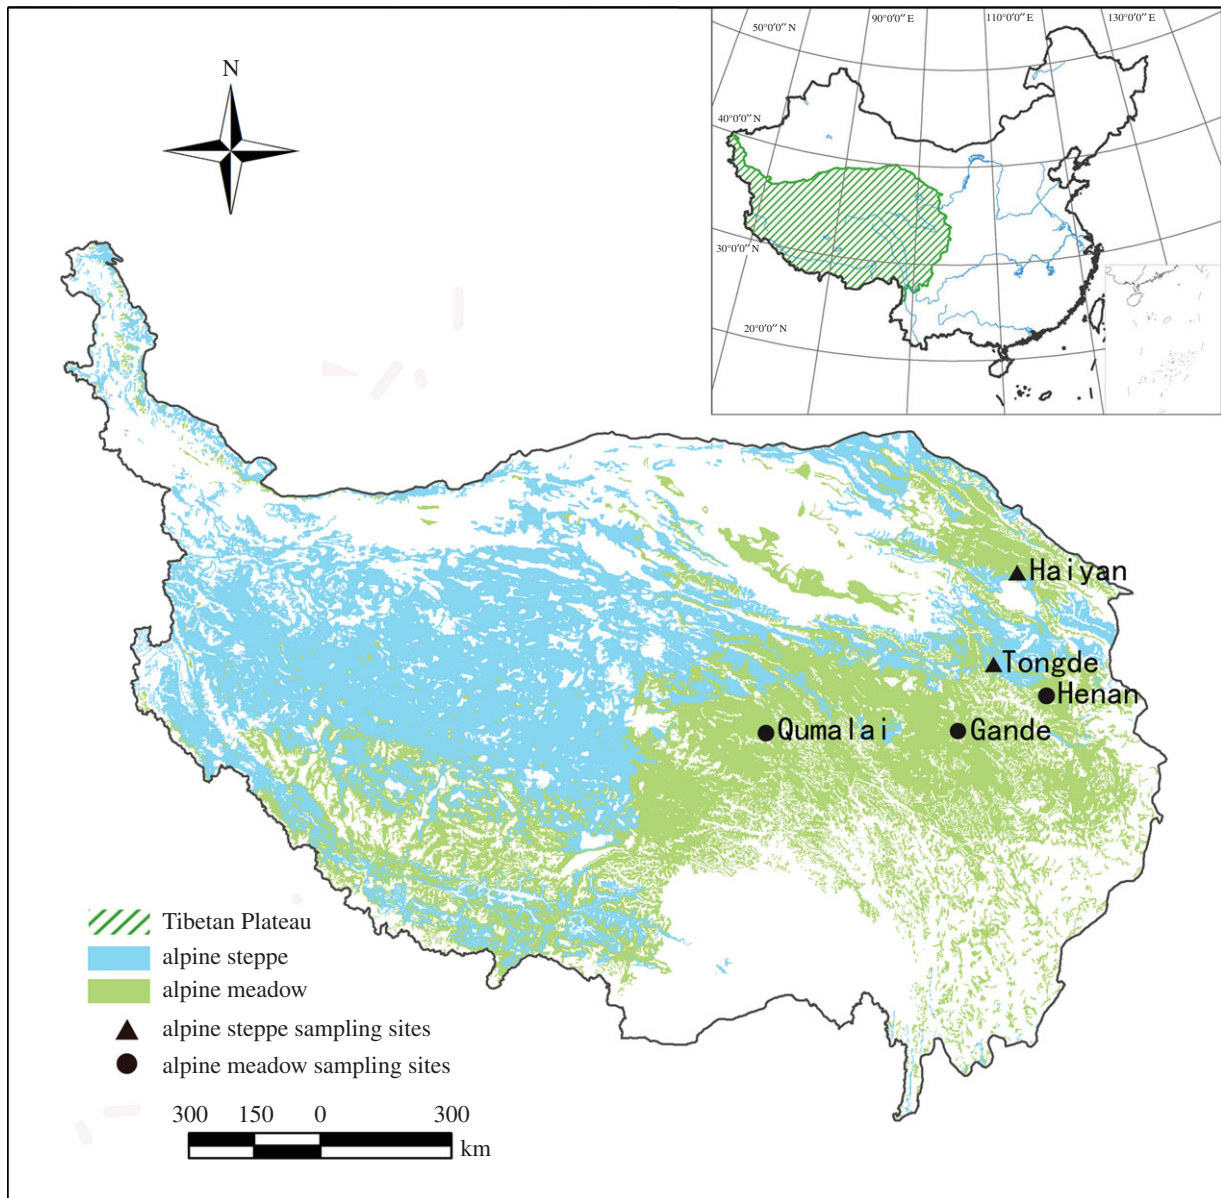 N
50°0′0″ N
90°0′0″ E
110°0′0″ E
130°0′0″ E
40°0′0″ N
30°0′0″ N
20°0′0″ N
Haiyan
Tongde
Henan
Qumalai
Gande
Tibetan Plateau
alpine steppe
alpine meadow
alpine steppe sampling sites
alpine meadow sampling sites
300 150 0 300
km